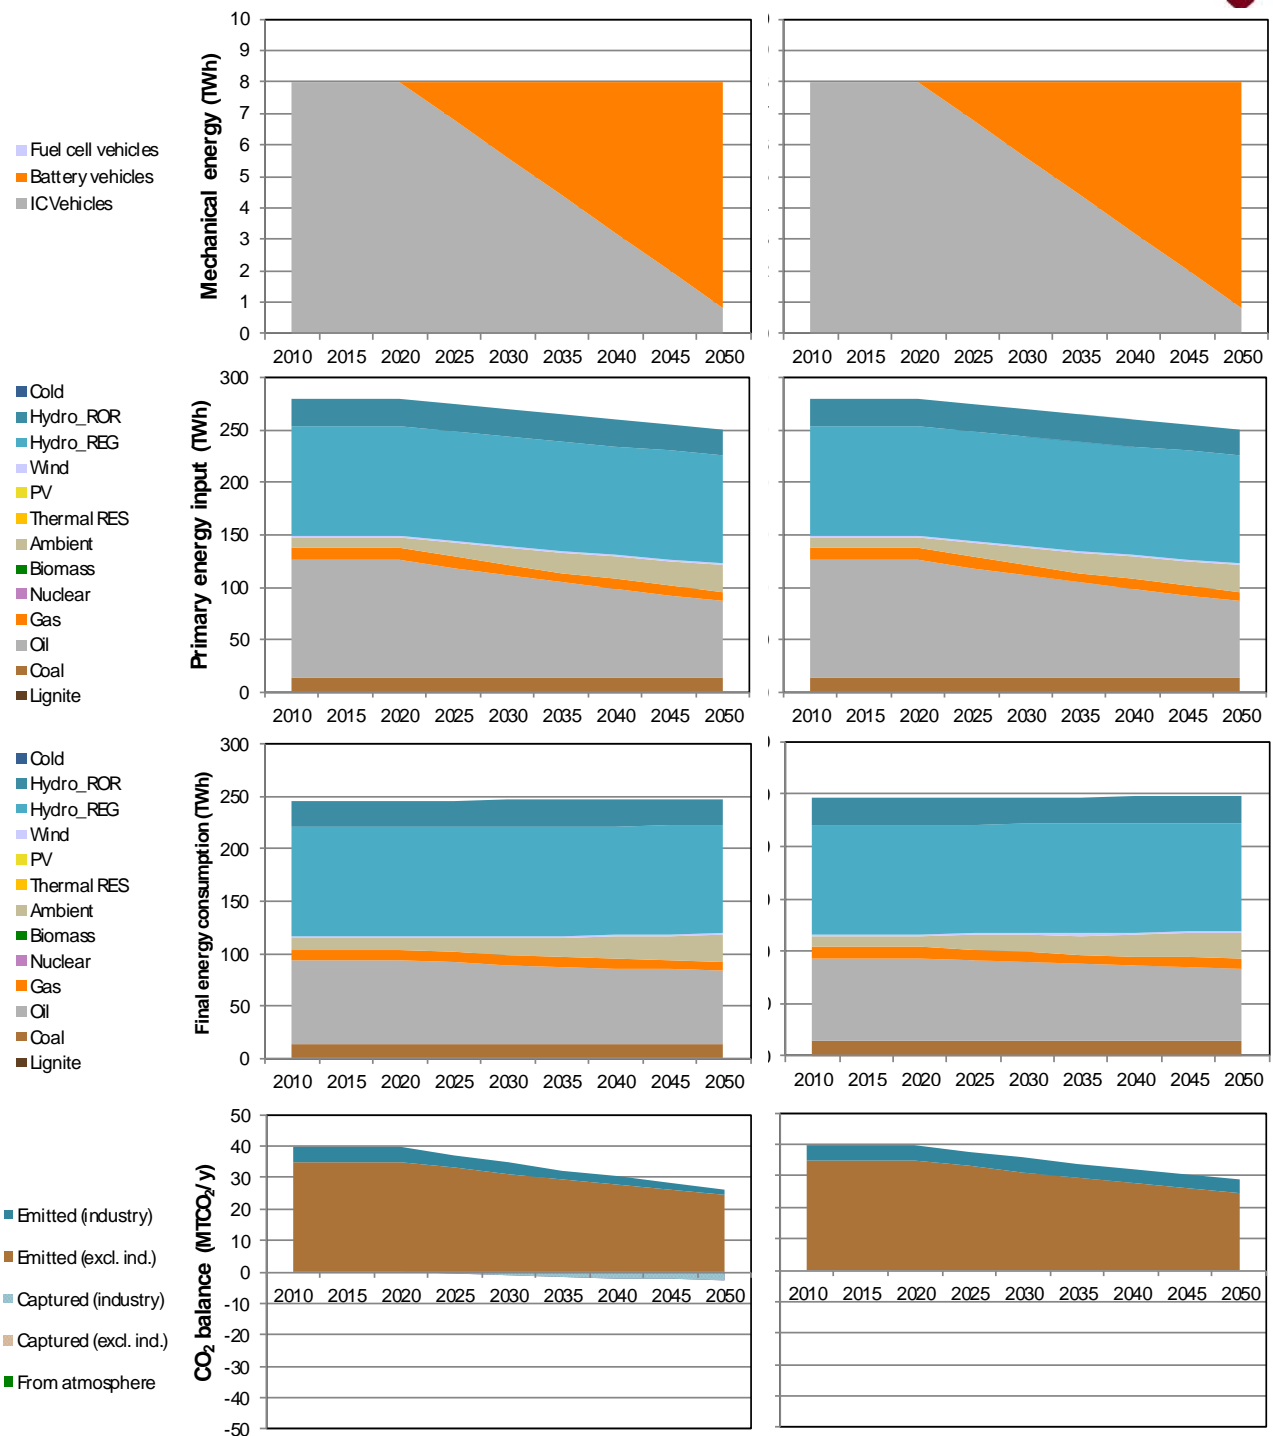 10
9
8
7
6
5
4
3
2
1
0
Mechanical energy (TWh)
Fuel cell vehicles
Battery vehicles
IC Vehicles
2010 2015 2020 2025 2030 2035 2040 2045 2050
2010 2015 2020 2025 2030 2035 2040 2045 2050
300
250
200
150
100
50
0
Primary energy input (TWh)
Cold
Hydro_ROR
Hydro_REG
Wind
PV
Thermal RES
Ambient
Biomass
Nuclear
Gas
Oil
Coal
Lignite
2010 2015 2020 2025 2030 2035 2040 2045 2050
2010 2015 2020 2025 2030 2035 2040 2045 2050
300
250
200
150
100
50
0
Final energy consumption (TWh)
Cold
Hydro_ROR
Hydro_REG
Wind
PV
Thermal RES
Ambient
Biomass
Nuclear
Gas
Oil
Coal
Lignite
2010 2015 2020 2025 2030 2035 2040 2045 2050
2010 2015 2020 2025 2030 2035 2040 2045 2050
50
40
30
20
10
0
-10
-20
-30
-40
-50
CO₂ balance (MTCO₂/y)
Emitted (industry)
Emitted (excl. ind.)
Captured (industry)
Captured (excl. ind.)
From atmosphere
2010 2015 2020 2025 2030 2035 2040 2045 2050
2010 2015 2020 2025 2030 2035 2040 2045 2050